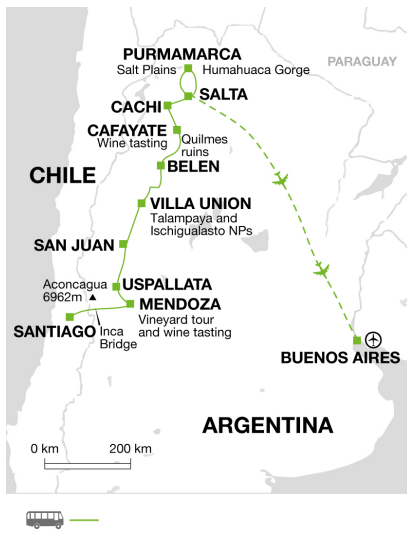 PURMAMARCA
Salt Plains
Humahuaca Gorge
PARAGUAY
SALTA
CACHI
CAFAYATE
Wine tasting
Quilmes
ruins
BELEN
CHILE
VILLA UNION
Talampaya and
Ischigualasto NPs
SAN JUAN
Aconcagua
6962m
USPALLATA
MENDOZA
Vineyard tour
and wine tasting
SANTIAGO
Inca
Bridge
BUENOS AIRES
ARGENTINA
0 km
200 km